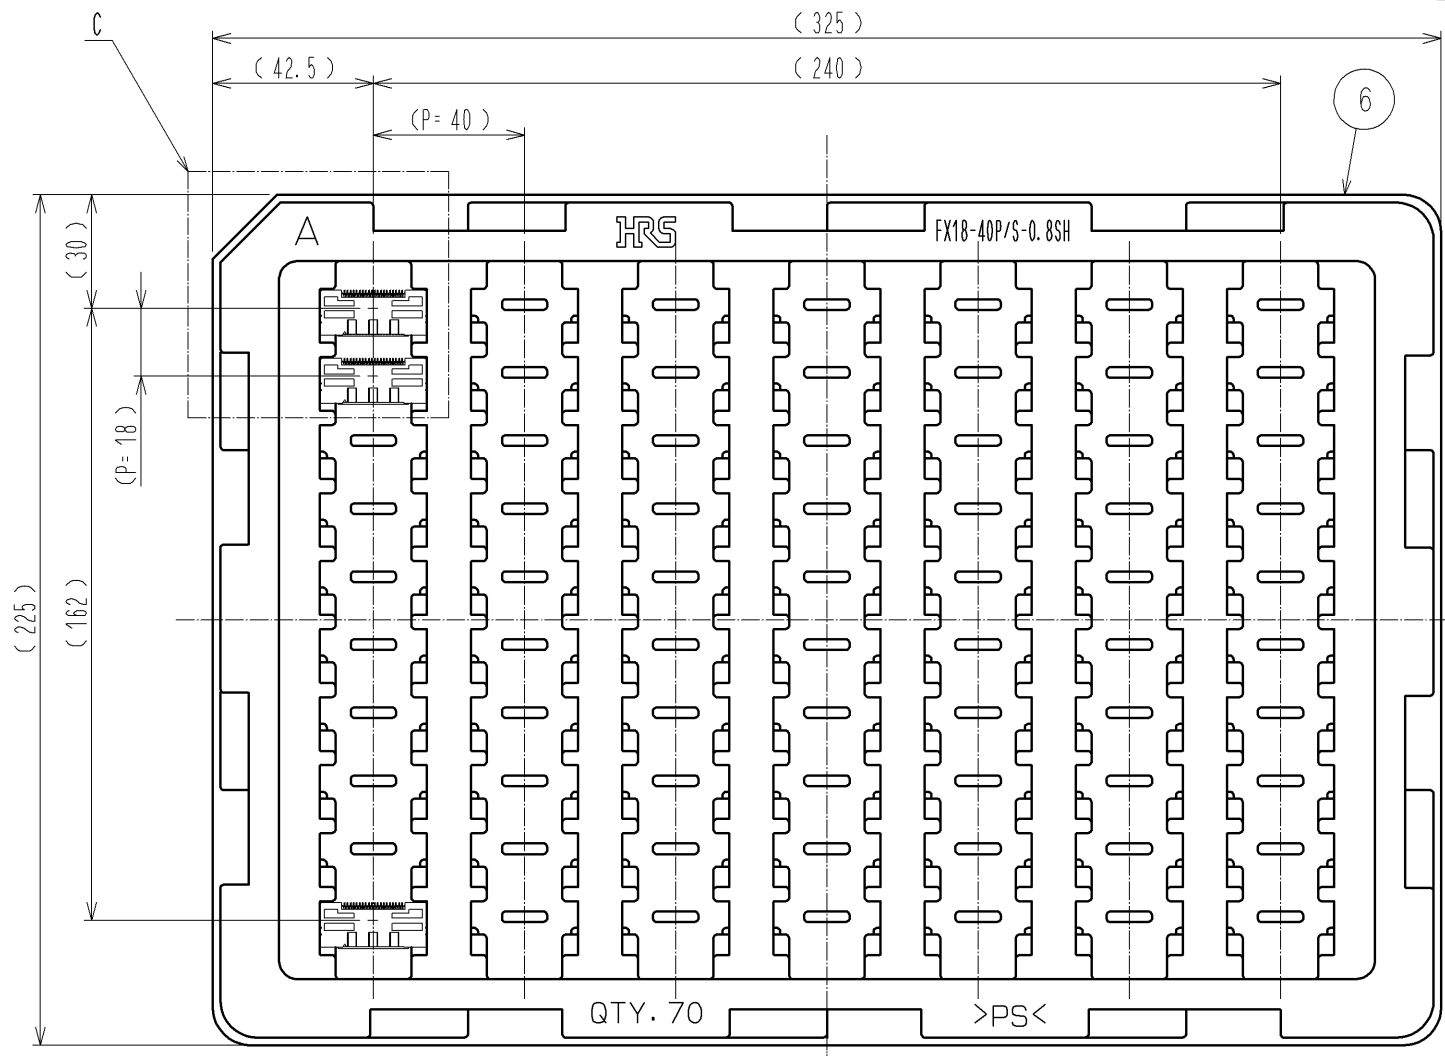 C
( 325 )
( 42.5 )
( 240 )
(P= 40 )
6
A
HRS
FX18-40P/S-0.8SH
( 30 )
(P= 18 )
( 162 )
( 225 )
QTY. 70
>PS<